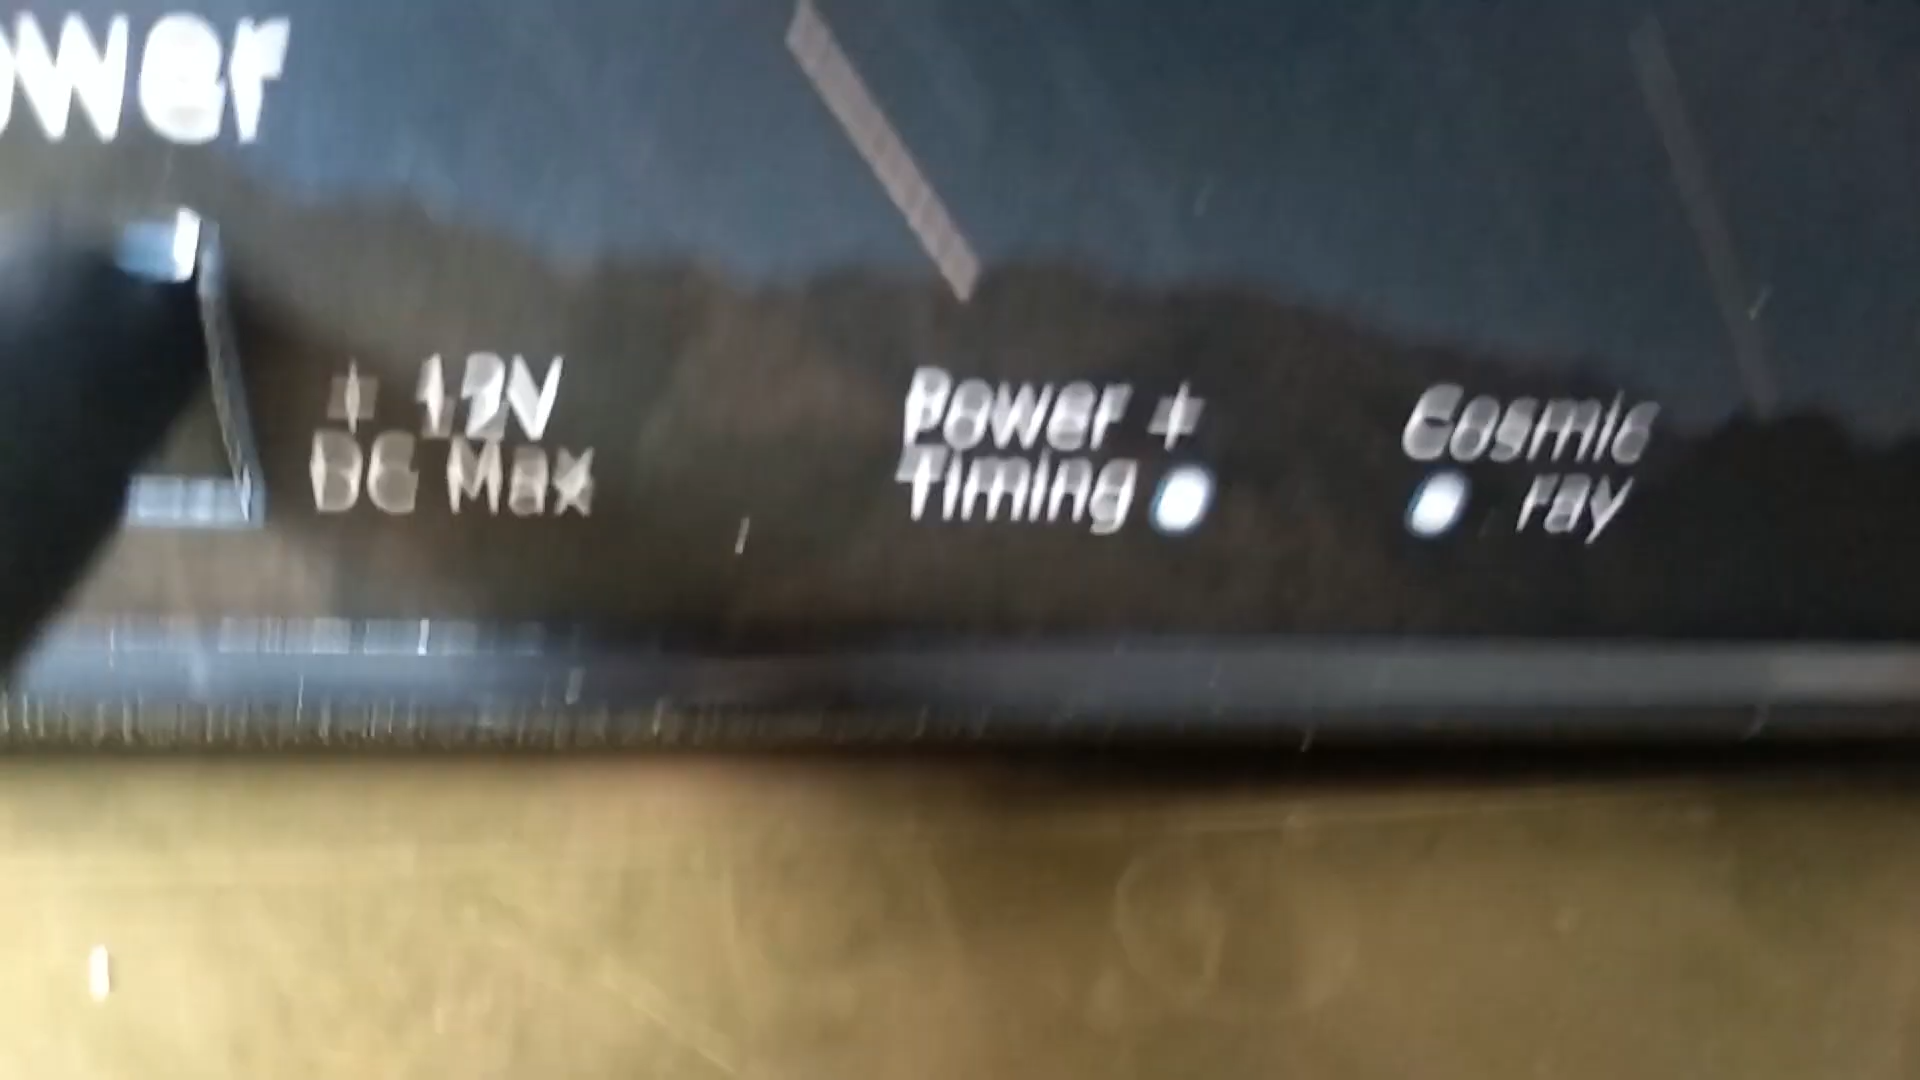 ower
+ 12V
DC Max
Power +
Timing
Cosmic
ray